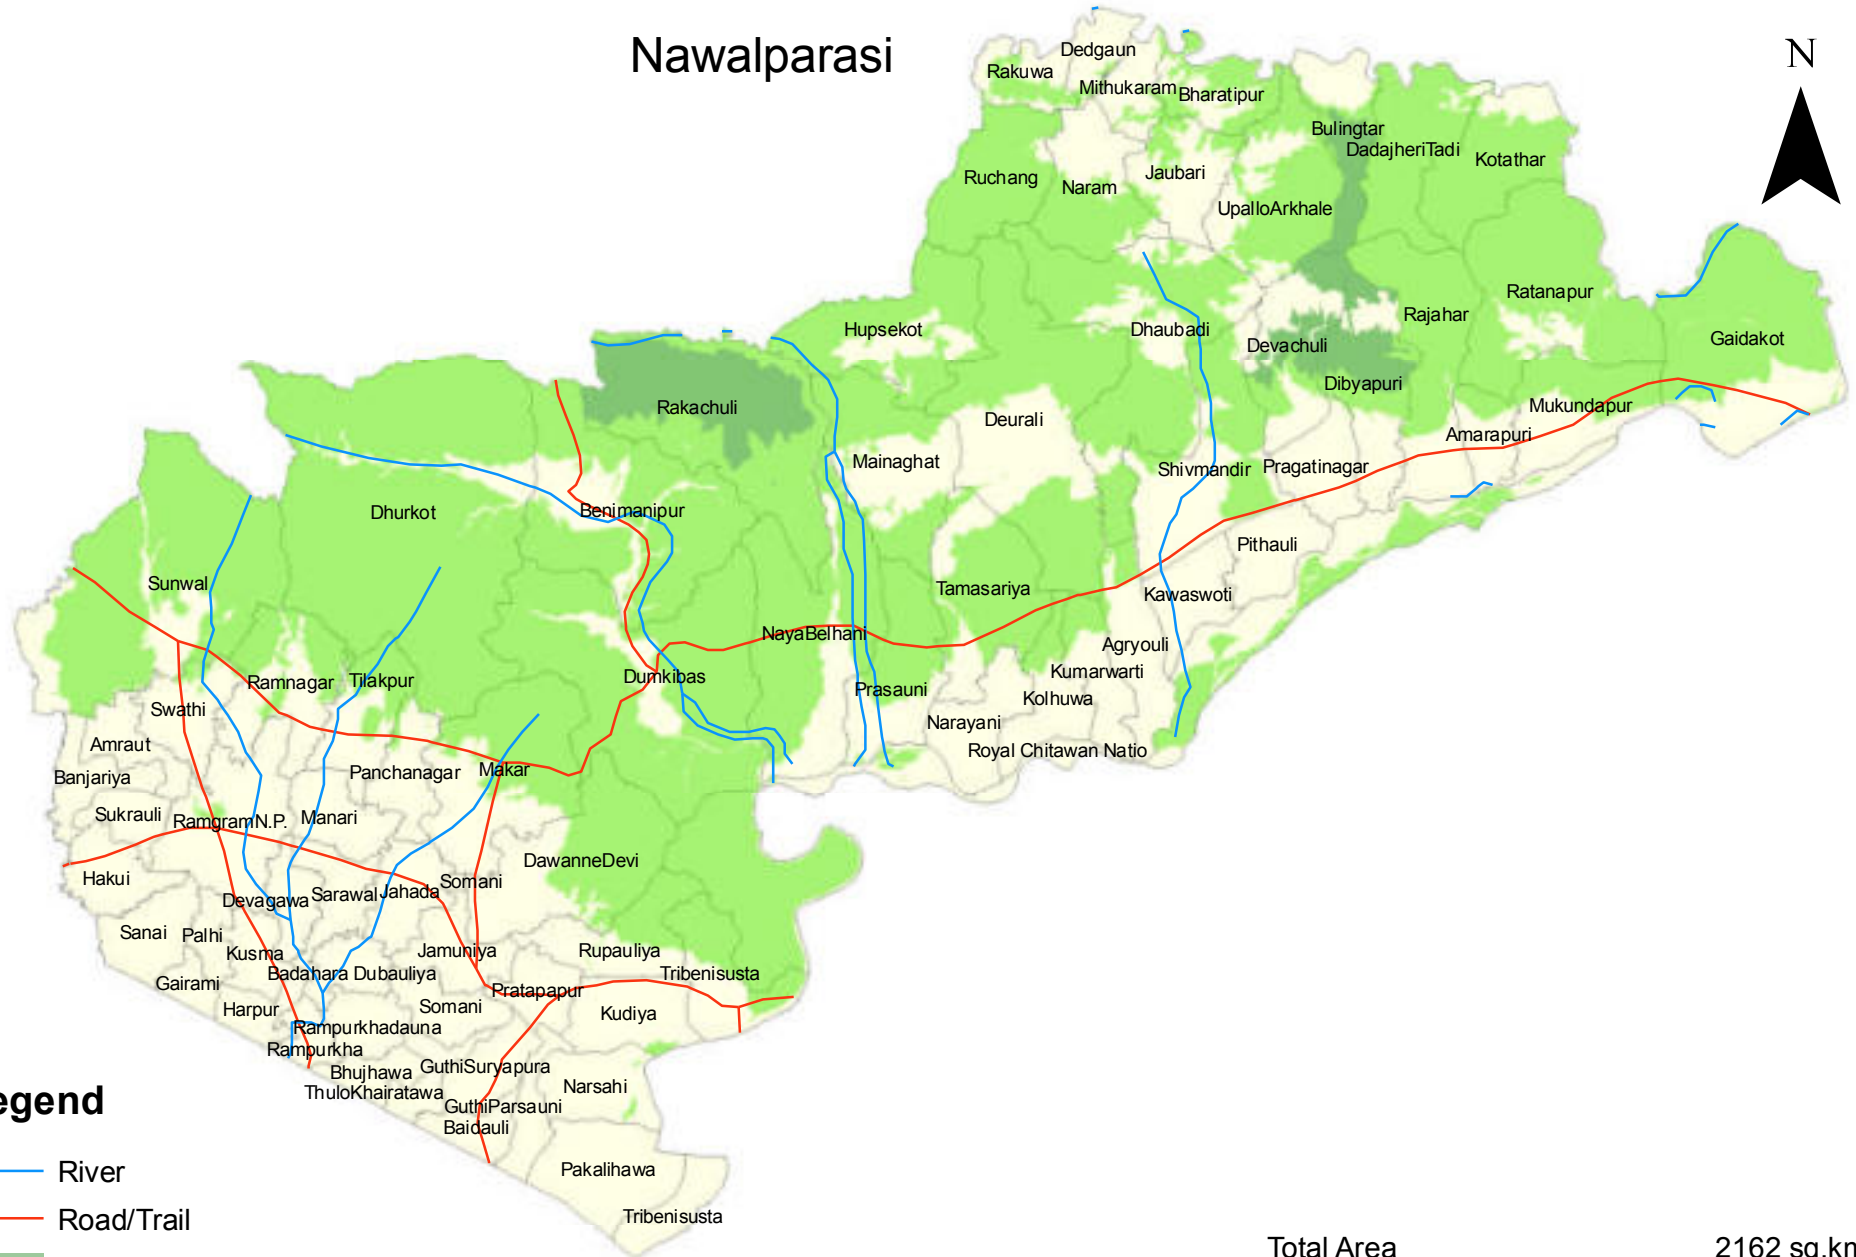 Nawalparasi
N
Dedgaun
Rakuwa
Mithukaram
Bharatipur
Bulingtar
DadajheriTadi
Kotathar
Ruchang
Naram
Jaubari
UpalloArkhale
Ratanapur
Rajahar
Gaidakot
Hupsekot
Dhaubadi
Devachuli
Dibyapuri
Rakachuli
Deurali
Mukundapur
Amarapuri
Mainaghat
Shivmandir
Pragatinagar
Dhurkot
Benimanipur
Pithauli
Sunwal
Tamasariya
Kawaswoti
NayaBelhani
Agryouli
Kumarwarti
Ramnagar
Tilakpur
Dumkibas
Prasauni
Kolhuwa
Swathi
Narayani
Amraut
Royal Chitawan Natio
Banjariya
Panchanagar
Makar
Sukrauli
RamgramN.P.
Manari
DawanneDevi
Hakui
Devagawa
Sarawal
Jahada
Somani
Sanai
Palhi
Kusma
Jamuniya
Rupauliya
Gairami
Badahara
Dubauliya
Tribenisusta
Pratapapur
Harpur
Somani
Kudiya
Rampurkhadauna
Rampurkha
Bhujhawa
GuthiSuryapura
ThuloKhairatawa
Narsahi
GuthiParsauni
Baidauli
Pakalihawa
Tribenisusta
egend
River
Road/Trail
Total Area 2162 sq.km